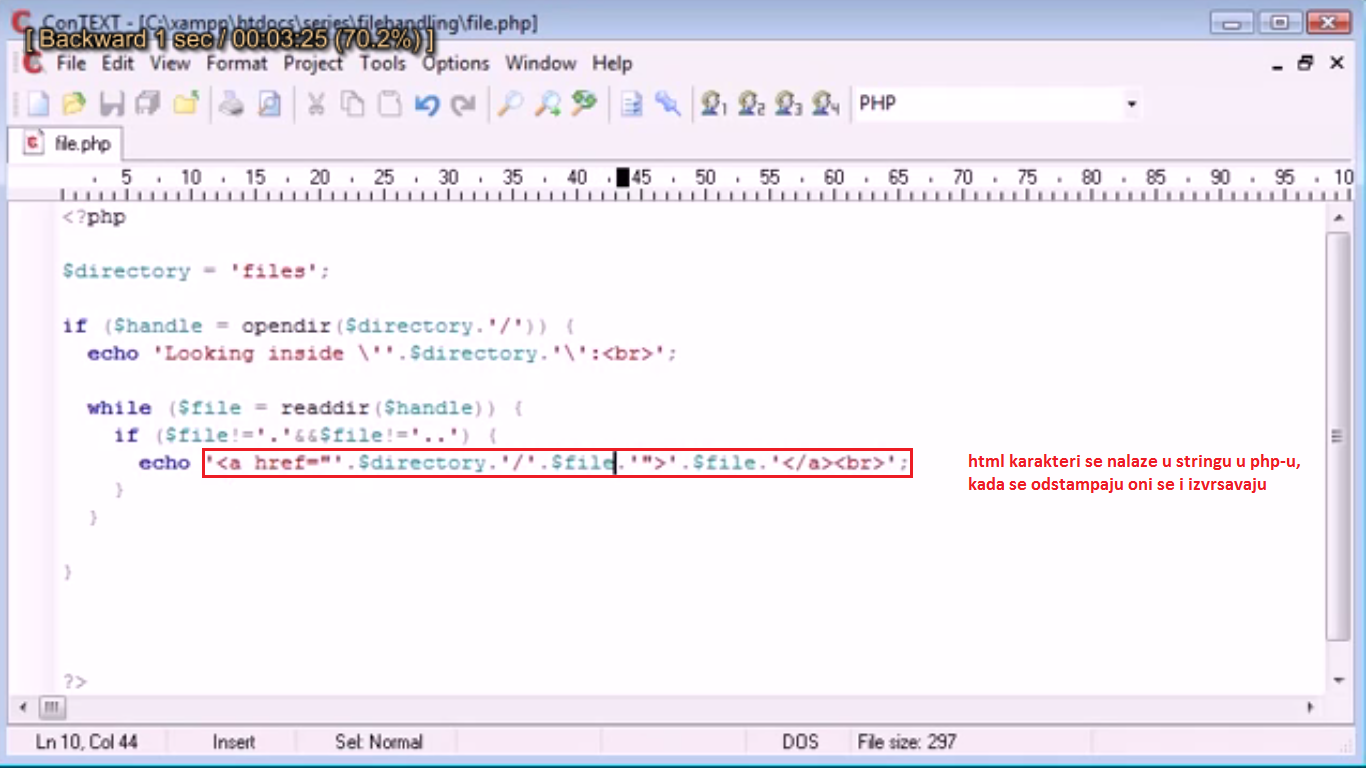 ConTEXT - [C:\xampp\htdocs\series\filehandling\file.php]
[ Backward 1 sec / 00:03:25 (70.2%) ]
File Edit View Format Project Tools Options Window Help
1 2 3 4 PHP
file.php
5 10 15 20 25 30 35 40 45 50 55 60 65 70 75 80 85 90 95 10
<?php
$directory = 'files';
if ($handle = opendir($directory.'/')) {
echo 'Looking inside \''.$directory.'\':<br>';
while ($file = readdir($handle)) {
if ($file!='.'&&$file!='..') {
echo '<a href="'.$directory.'/'.$file.'">'.$file.'</a><br>';
html karakteri se nalaze u stringu u php-u,
kada se odstampaju oni se i izvrsavaju
}
}
}
?>
Ln 10, Col 44 Insert Sel: Normal DOS File size: 297